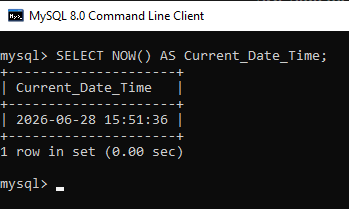 MySQL 8.0 Command Line Client
mysql> SELECT NOW() AS Current_Date_Time;
+---------------------+
| Current_Date_Time   |
+---------------------+
| 2026-06-28 15:51:36 |
+---------------------+
1 row in set (0.00 sec)
mysql>